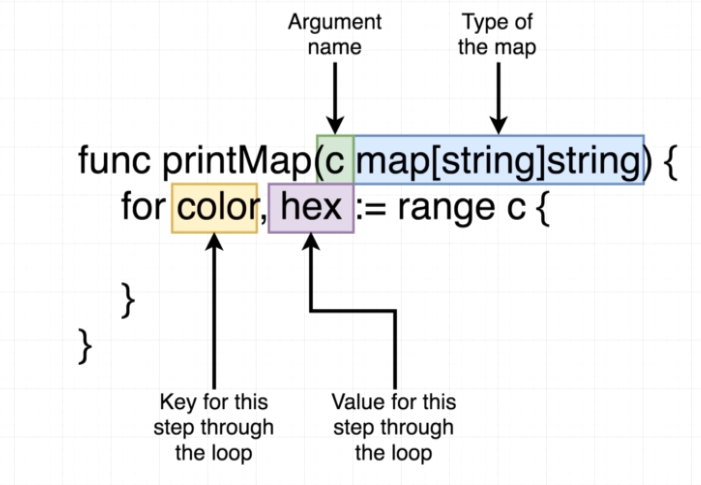 Argument
name
Type of
the map
func printMap(c map[string]string) {
for color, hex := range c {
}
}
Key for this
step through
the loop
Value for this
step through
the loop